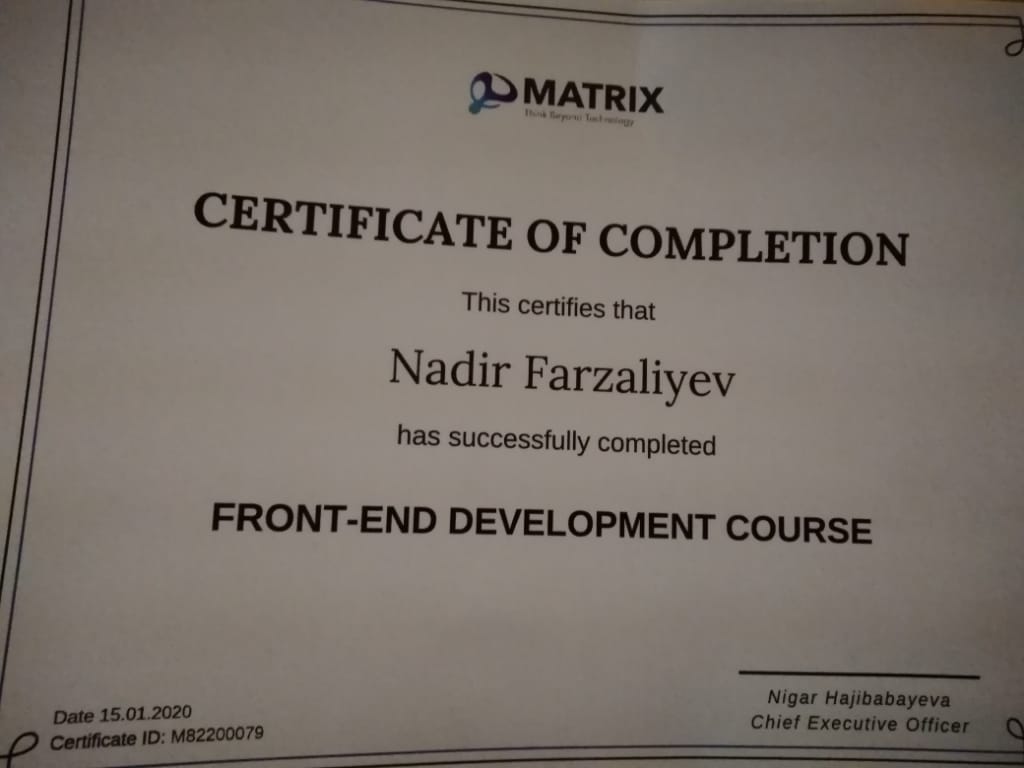 MATRIX
Think Beyond Technology
CERTIFICATE OF COMPLETION
This certifies that
Nadir Farzaliyev
has successfully completed
FRONT-END DEVELOPMENT COURSE
Date 15.01.2020
Certificate ID: M82200079
Nigar Hajibabayeva
Chief Executive Officer